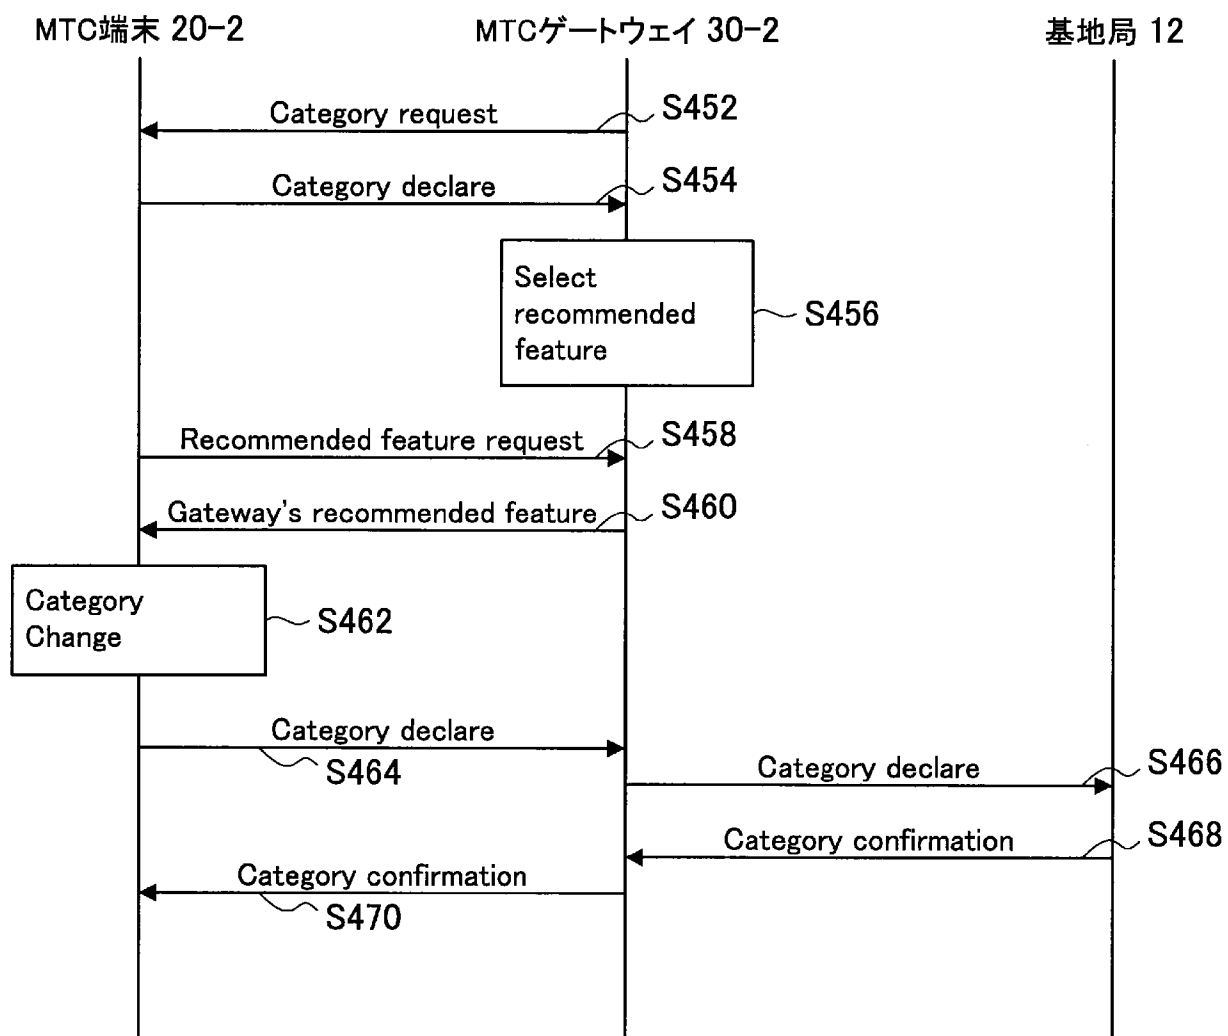 MTC端末 20-2
MTCゲートウェイ 30-2
基地局 12
Category request
S452
Category declare
S454
Select
recommended
feature
S456
Recommended feature request
S458
Gateway's recommended feature
S460
Category
Change
S462
Category declare
S464
Category declare
S466
Category confirmation
S468
Category confirmation
S470